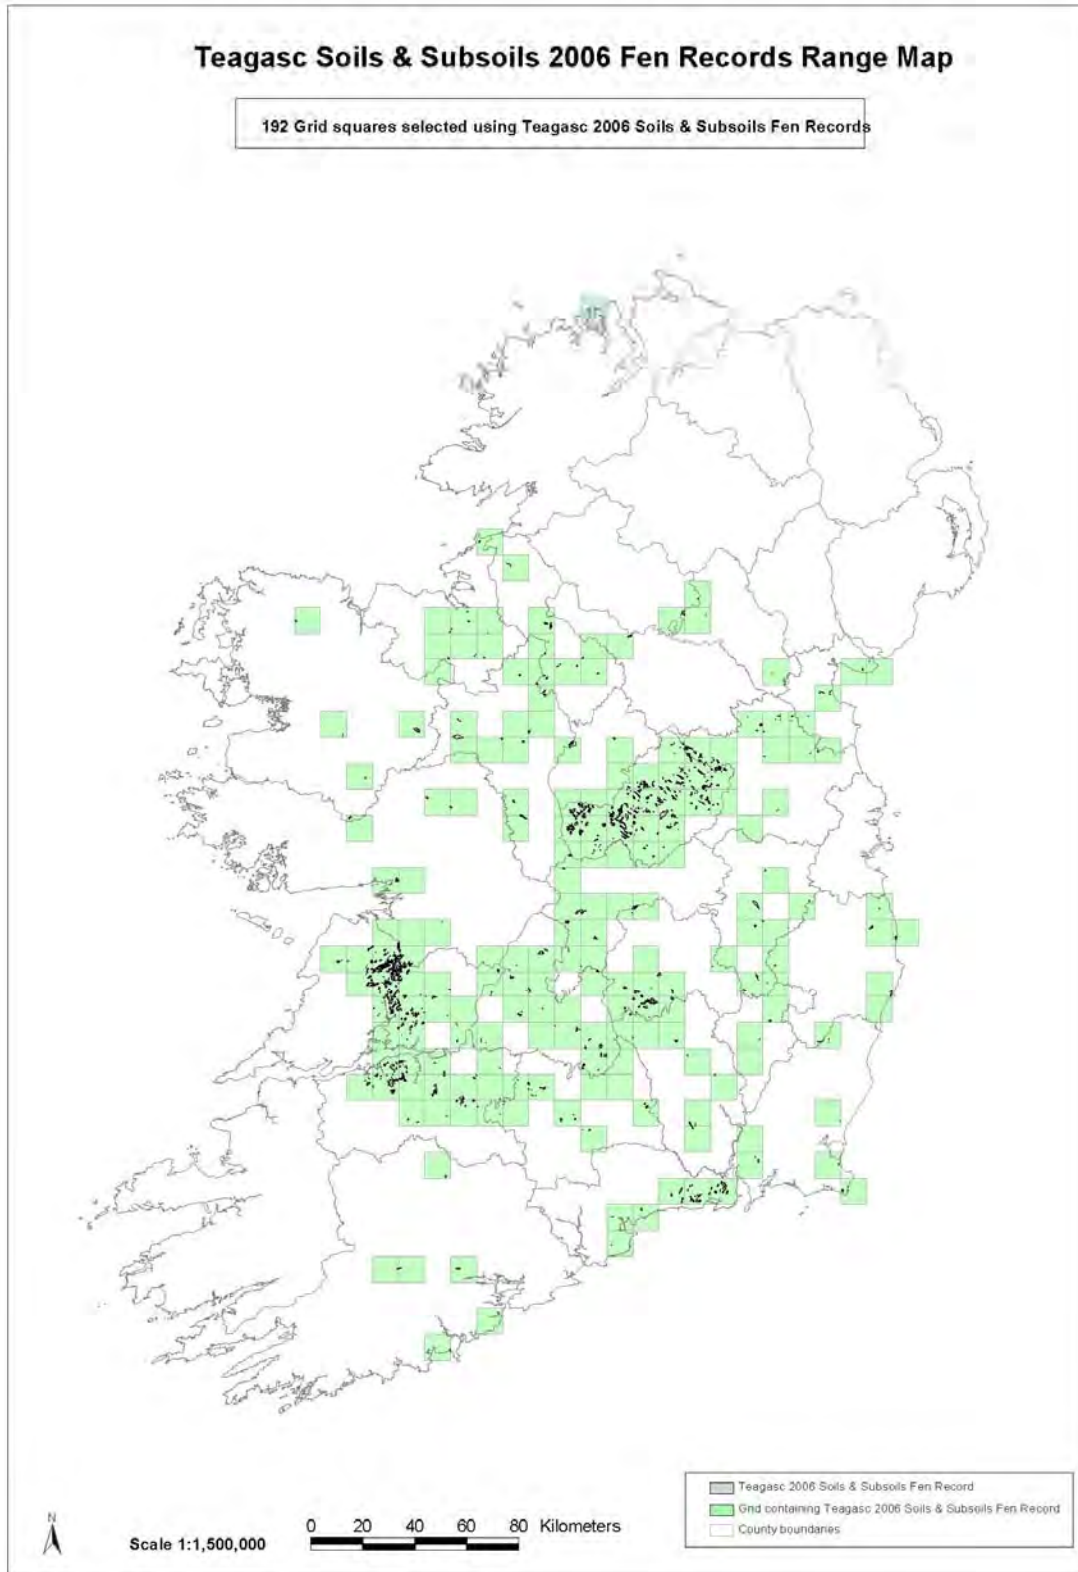 Teagasc Soils & Subsoils 2006 Fen Records Range Map
192 Grid squares selected using Teagasc 2006 Soils & Subsoils Fen Records
Teagasc 2006 Soils & Subsoils Fen Record
Grid containing Teagasc 2006 Soils & Subsoils Fen Record
County boundaries
N
0 20 40 60 80 Kilometers
Scale 1:1,500,000